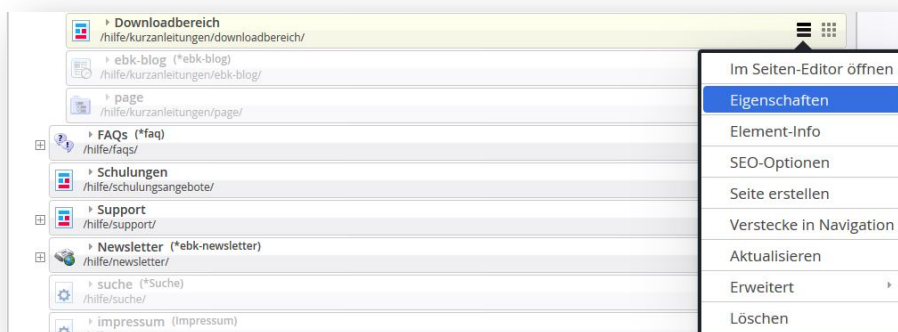 Downloadbereich
/hilfe/kurzanleitungen/downloadbereich/
ebk-blog (*ebk-blog)
/hilfe/kurzanleitungen/ebk-blog/
page
/hilfe/kurzanleitungen/page/
FAQs (*faq)
/hilfe/faqs/
Schulungen
/hilfe/schulungsangebote/
Support
/hilfe/support/
Newsletter (*ebk-newsletter)
/hilfe/newsletter/
suche (*Suche)
/hilfe/suche/
impressum (Impressum)
Im Seiten-Editor öffnen
Eigenschaften
Element-Info
SEO-Optionen
Seite erstellen
Verstecke in Navigation
Aktualisieren
Erweitert
Löschen